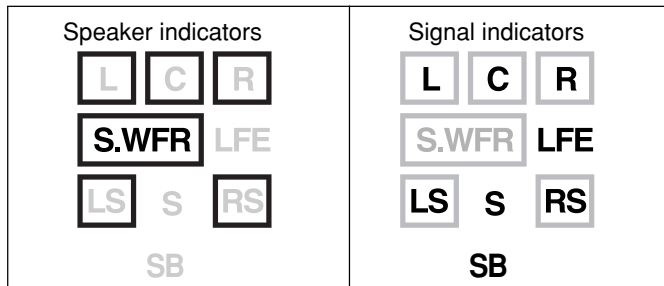 Speaker indicators
L C R
S.WFR LFE
LS S RS
SB
Signal indicators
L C R
S.WFR LFE
LS S RS
SB